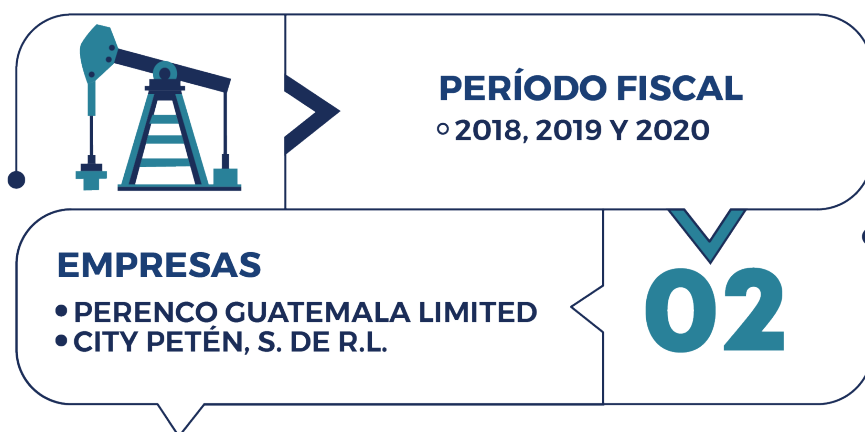 PERÍODO FISCAL
2018, 2019 Y 2020
EMPRESAS
PERENCO GUATEMALA LIMITED
CITY PETÉN, S. DE R.L.
02